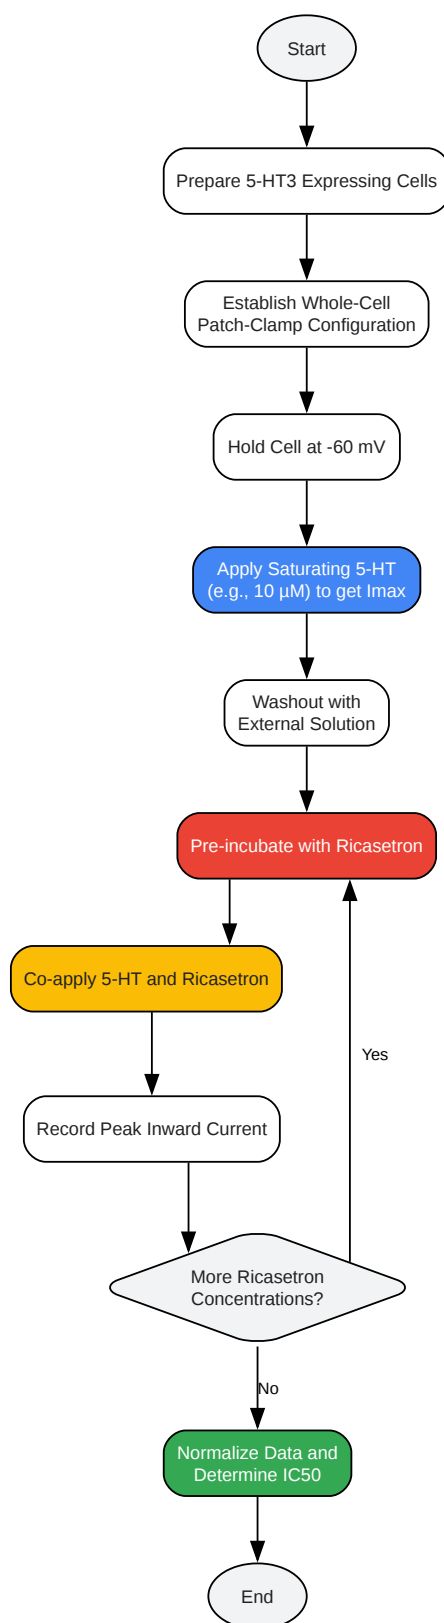 Start
Prepare 5-HT3 Expressing Cells
Establish Whole-Cell
Patch-Clamp Configuration
Hold Cell at -60 mV
Apply Saturating 5-HT
(e.g., 10 µM) to get Imax
Washout with
External Solution
Pre-incubate with Ricasetron
Co-apply 5-HT and Ricasetron
Yes
Record Peak Inward Current
More Ricasetron
Concentrations?
No
Normalize Data and
Determine IC50
End